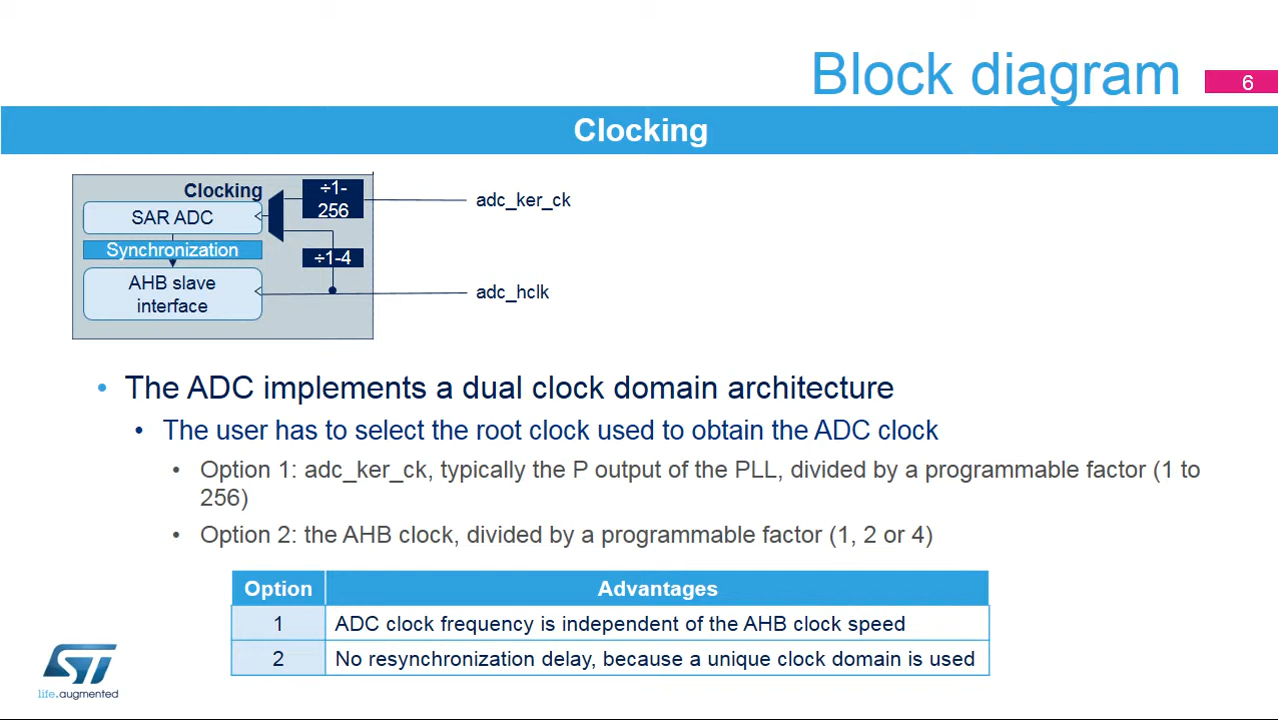 Block diagram
6
Clocking
Clocking
÷1-
256
adc_ker_ck
SAR ADC
Synchronization
÷1-4
AHB slave
interface
adc_hclk
• The ADC implements a dual clock domain architecture
• The user has to select the root clock used to obtain the ADC clock
• Option 1: adc_ker_ck, typically the P output of the PLL, divided by a programmable factor (1 to
256)
• Option 2: the AHB clock, divided by a programmable factor (1, 2 or 4)
Option Advantages
1 ADC clock frequency is independent of the AHB clock speed
2 No resynchronization delay, because a unique clock domain is used
ST
life.augmented